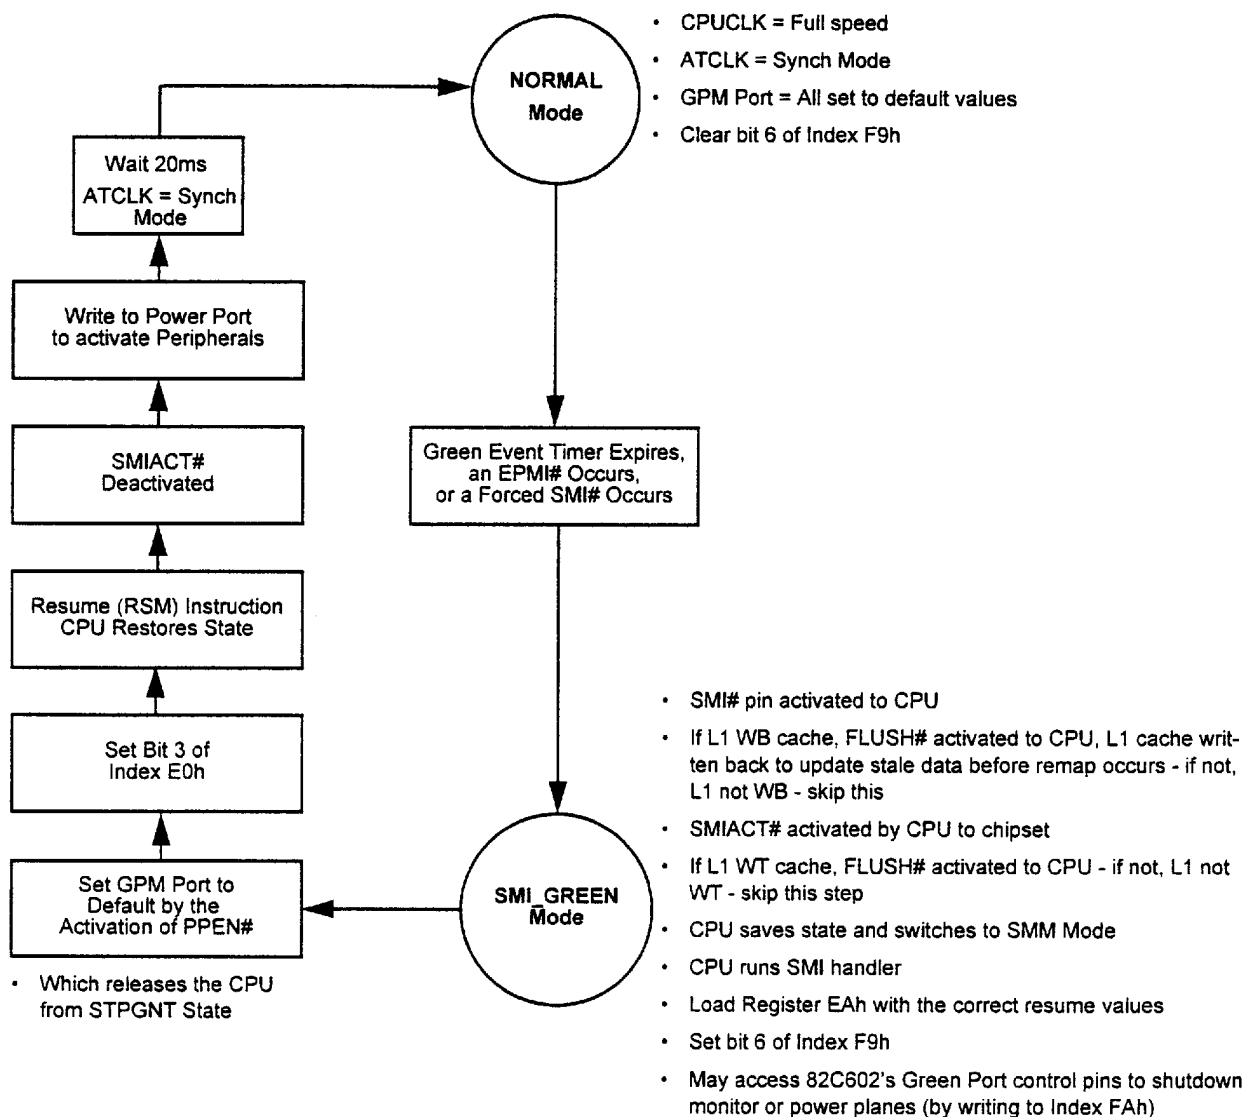 NORMAL
Mode
• CPUCLK = Full speed
• ATCLK = Synch Mode
• GPM Port = All set to default values
• Clear bit 6 of Index F9h
Wait 20ms
ATCLK = Synch
Mode
Write to Power Port
to activate Peripherals
SMIACT#
Deactivated
Resume (RSM) Instruction
CPU Restores State
Set Bit 3 of
Index E0h
Set GPM Port to
Default by the
Activation of PPEN#
• Which releases the CPU
from STPGNT State
Green Event Timer Expires,
an EPMI# Occurs,
or a Forced SMI# Occurs
SMI_GREEN
Mode
• SMI# pin activated to CPU
• If L1 WB cache, FLUSH# activated to CPU, L1 cache writ-
ten back to update stale data before remap occurs - if not,
L1 not WB - skip this
• SMIACT# activated by CPU to chipset
• If L1 WT cache, FLUSH# activated to CPU - if not, L1 not
WT - skip this step
• CPU saves state and switches to SMM Mode
• CPU runs SMI handler
• Load Register EAh with the correct resume values
• Set bit 6 of Index F9h
• May access 82C602's Green Port control pins to shutdown
monitor or power planes (by writing to Index FAh)